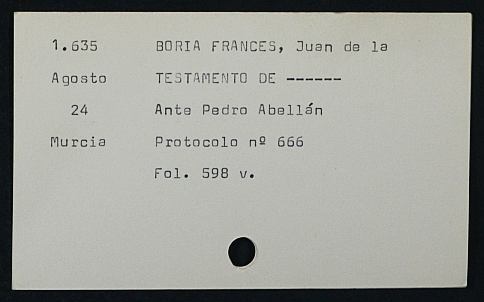 1.635 BORIA FRANCES, Juan de la
Agosto TESTAMENTO DE ------
24 Ante Pedro Abellán
Murcia Protocolo nº 666
Fol. 598 v.